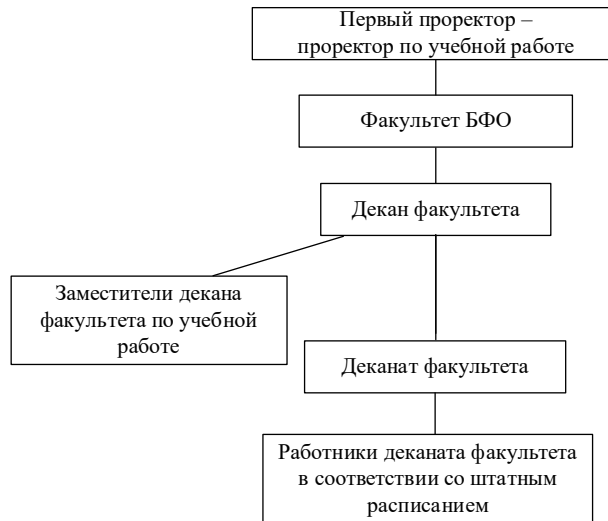 Первый проректор –
проректор по учебной работе
Факультет БФО
Декан факультета
Заместители декана
факультета по учебной
работе
Деканат факультета
Работники деканата факультета
в соответствии со штатным
расписанием